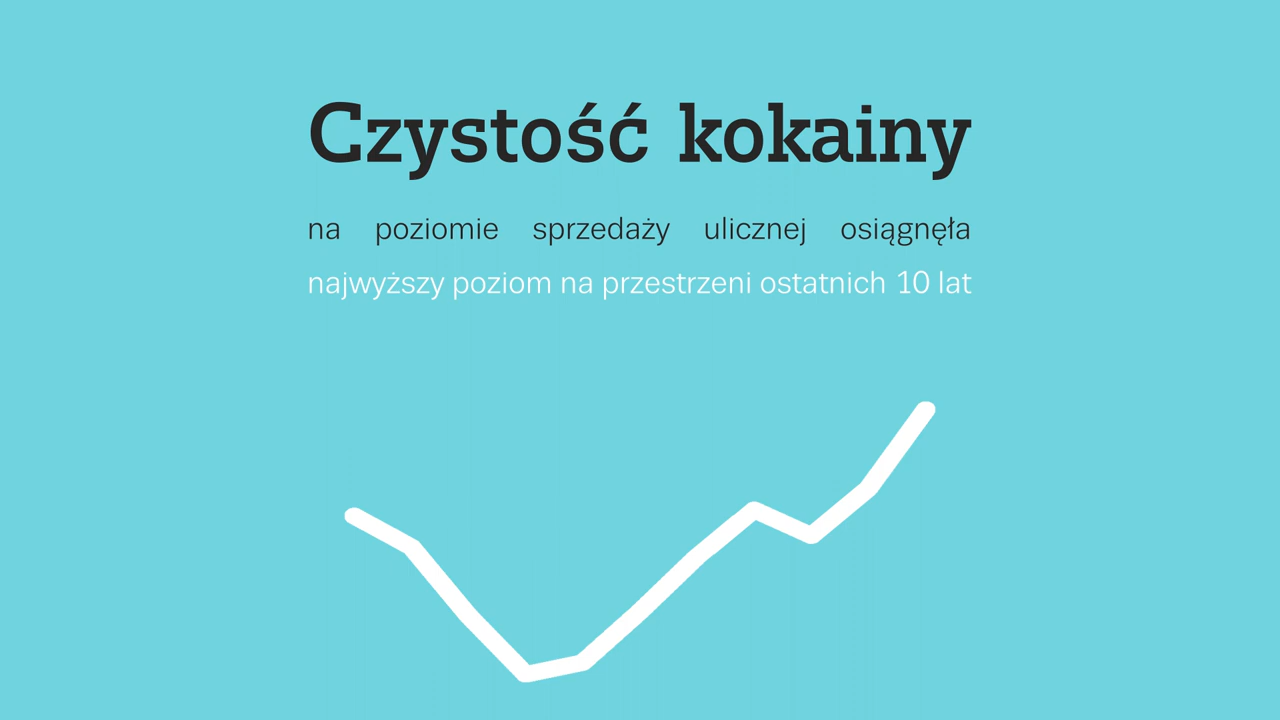 Czystość kokainy
na poziomie sprzedaży ulicznej osiągnęła
najwyższy poziom na przestrzeni ostatnich 10 lat